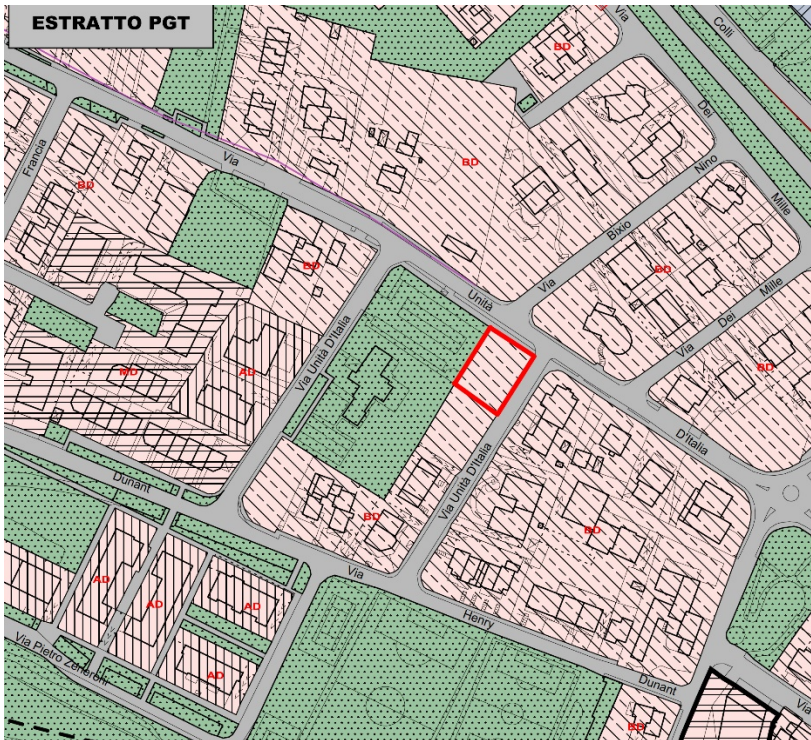 ESTRATTO PGT
Via
Colli
BD
Dei
Mille
Francia
Via
BD
Nino
BD
Bixio
Via
BD
BD
Unità
Via Unità D'Italia
Via
Dei
Mille
MD
AD
BD
D'Italia
Dunant
Via Unità D'Italia
BD
BD
Via
AD
AD
AD
Henry
Via Pietro Zenoroni
AD
Dunant
Via
BD